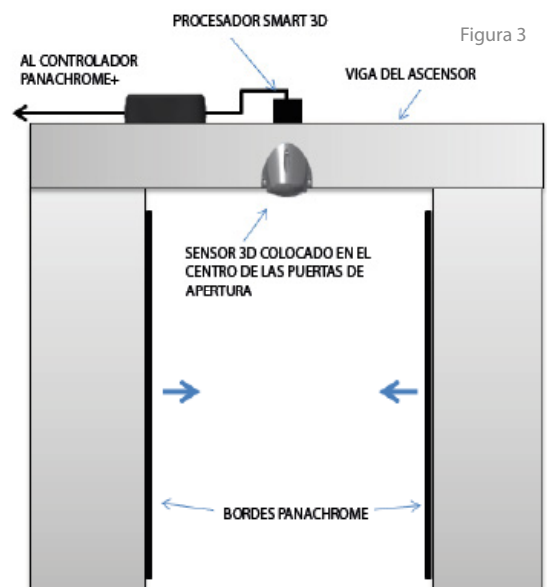 PROCESADOR SMART 3D
Figura 3
AL CONTROLADOR
PANACHROME+
VIGA DEL ASCENSOR
SENSOR 3D COLOCADO EN EL
CENTRO DE LAS PUERTAS DE
APERTURA
BORDES PANACHROME